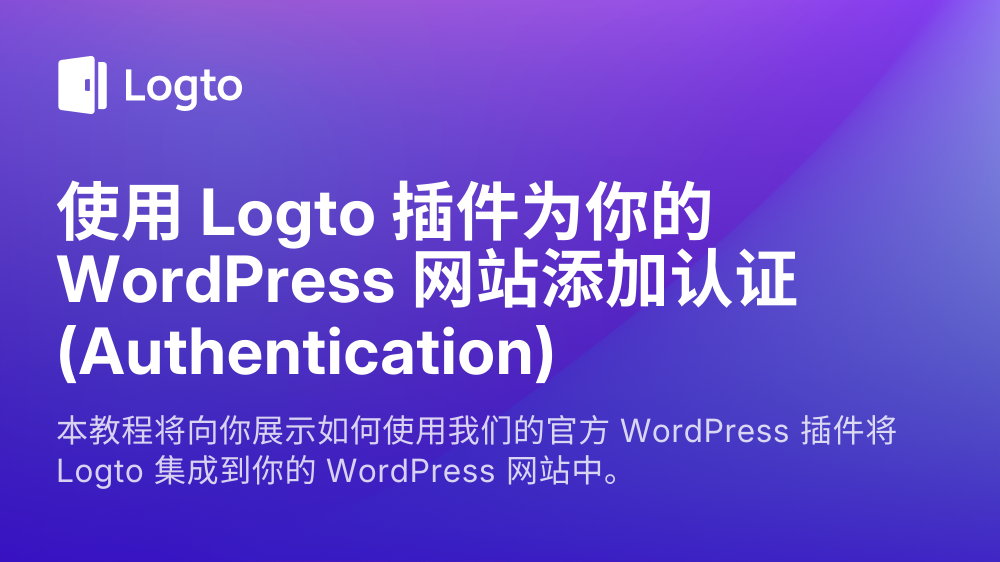 Logto
使用 Logto 插件为你的
WordPress 网站添加认证
(Authentication)
本教程将向你展示如何使用我们的官方 WordPress 插件将
Logto 集成到你的 WordPress 网站中。